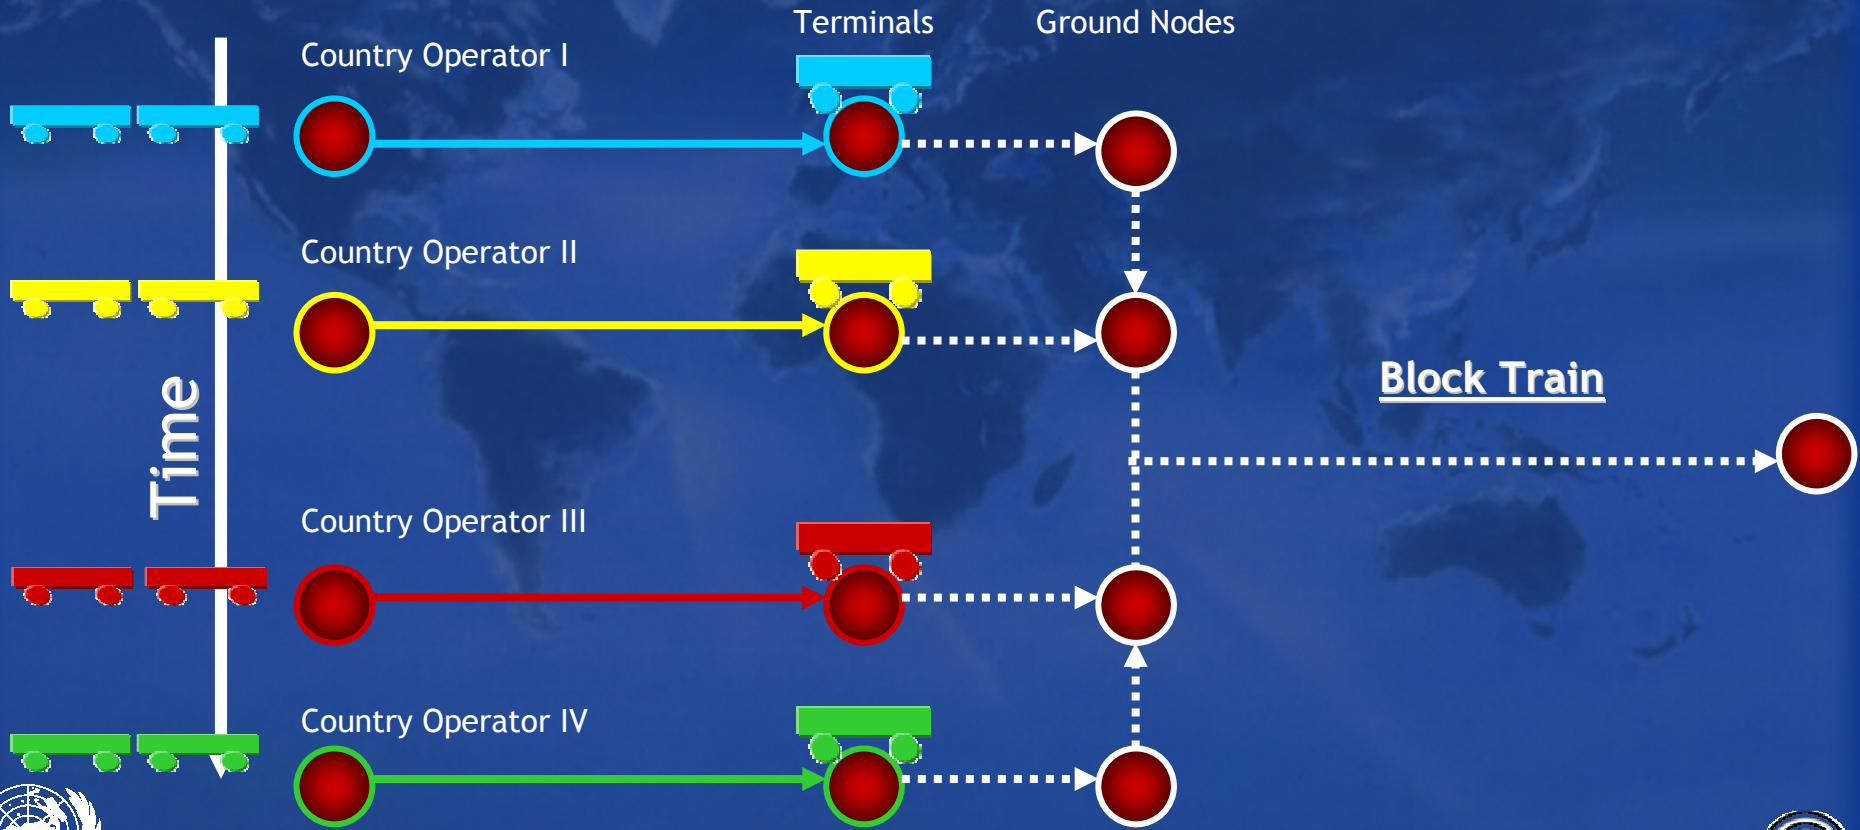 Terminals
Ground Nodes
Country Operator I
Country Operator II
Block Train
Time
Country Operator III
Country Operator IV